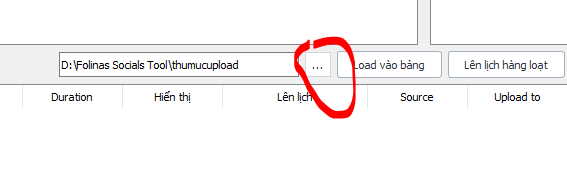 D:\Folinas Socials Tool\thumucupload ... Load vào bảng Lên lịch hàng loạt
Duration Hiển thị Lên lịch Source Upload to